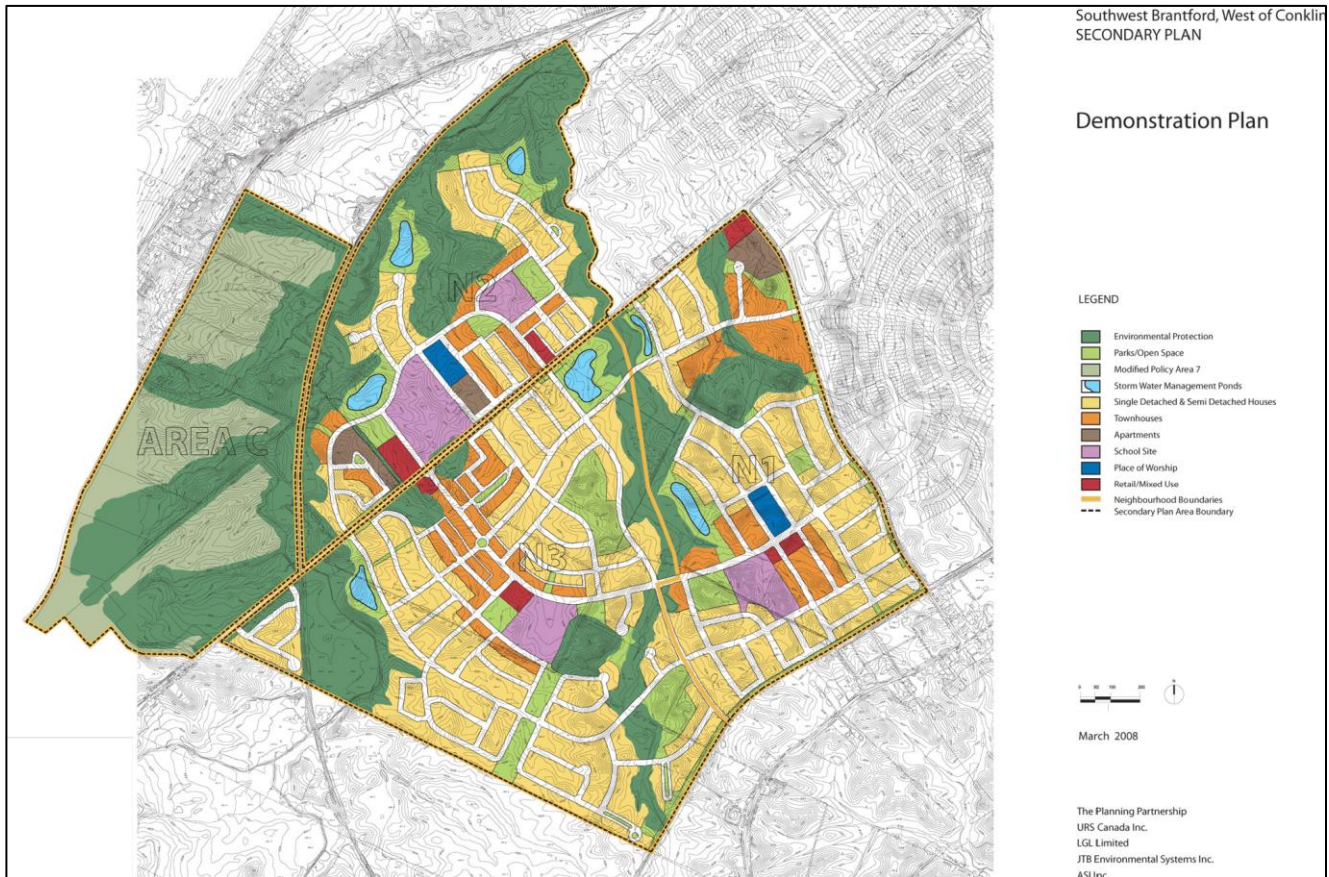 Southwest Brantford, West of Conklin
SECONDARY PLAN
Demonstration Plan
N2
AREA C
N1
N3
LEGEND
Environmental Protection
Parks/Open Space
Modified Policy Area 7
Storm Water Management Ponds
Single Detached & Semi Detached Houses
Townhouses
Apartments
School Site
Place of Worship
Retail/Mixed Use
Neighbourhood Boundaries
Secondary Plan Area Boundary
N
March 2008
The Planning Partnership
URS Canada Inc.
LGL Limited
JTB Environmental Systems Inc.
ASI Inc.